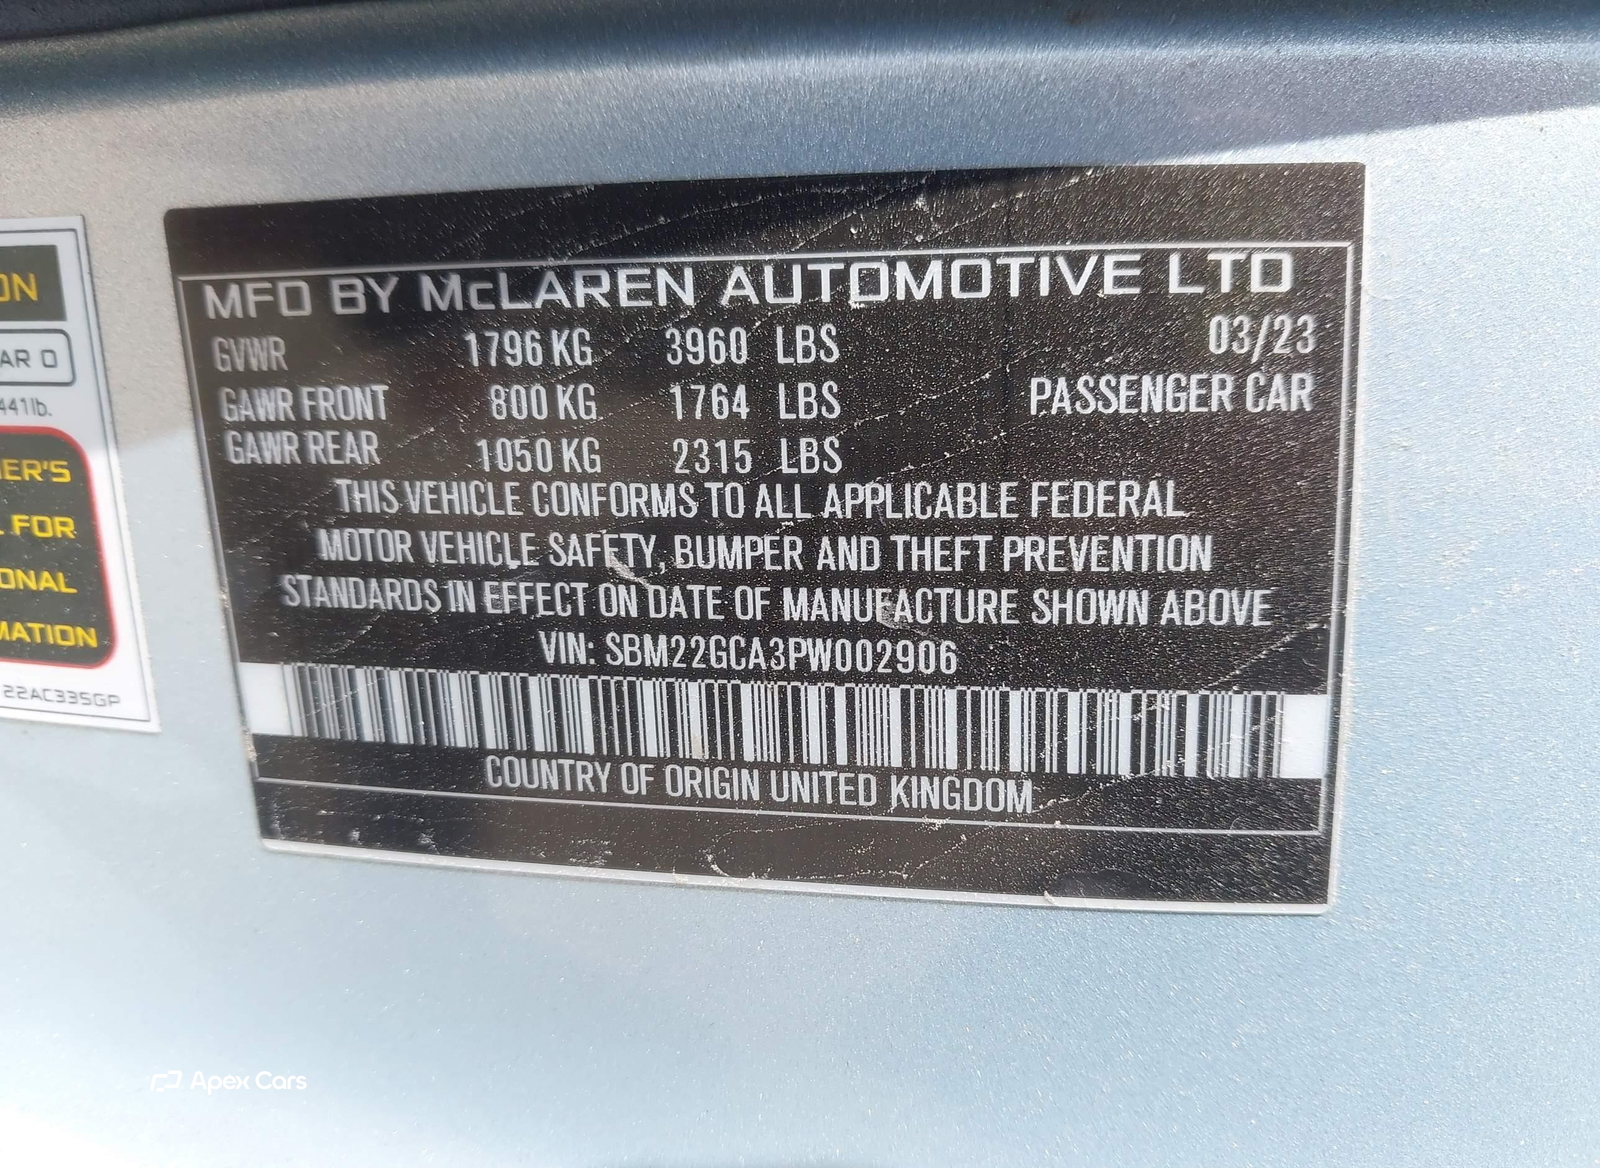 MFD BY McLAREN AUTOMOTIVE LTD
GVWR 1796 KG 3960 LBS 03/23
GAWR FRONT 800 KG 1764 LBS PASSENGER CAR
GAWR REAR 1050 KG 2315 LBS
THIS VEHICLE CONFORMS TO ALL APPLICABLE FEDERAL
MOTOR VEHICLE SAFETY, BUMPER AND THEFT PREVENTION
STANDARDS IN EFFECT ON DATE OF MANUFACTURE SHOWN ABOVE
VIN: SBM22GCA3PW002906
COUNTRY OF ORIGIN UNITED KINGDOM
ON
AR 0
441lb.
ER'S
L FOR
ONAL
MATION
22AC335GP
Apex Cars